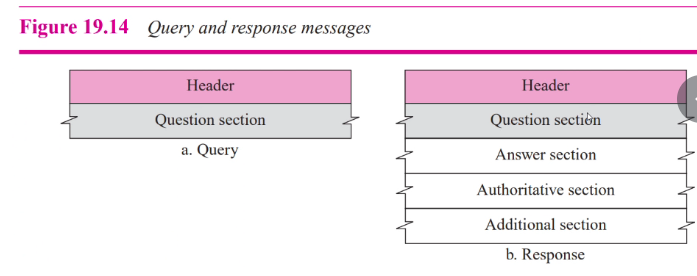 Figure 19.14 Query and response messages
Header
Question section
a. Query
Header
Question section
Answer section
Authoritative section
Additional section
b. Response